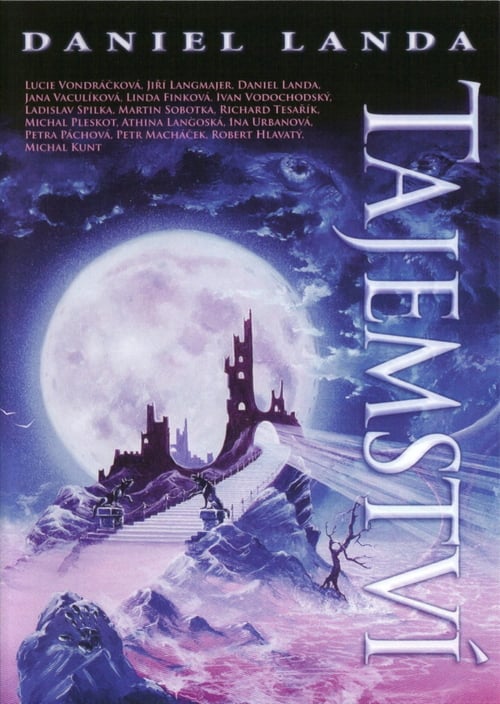 DANIEL LANDA
LUCIE VONDRÁČKOVÁ, JIŘÍ LANGMAJER, DANIEL LANDA,
JANA VACULÍKOVÁ, LINDA FINKOVÁ, IVAN VODOCHODSKÝ,
LADISLAV SPILKA, MARTIN SOBOTKA, RICHARD TESAŘÍK,
MICHAL PLESKOT, ATHINA LANGOSKÁ, INA URBANOVÁ,
PETRA PÁCHOVÁ, PETR MACHÁČEK, ROBERT HLAVATÝ,
MICHAL KUNT
TAJEMSTVÍ